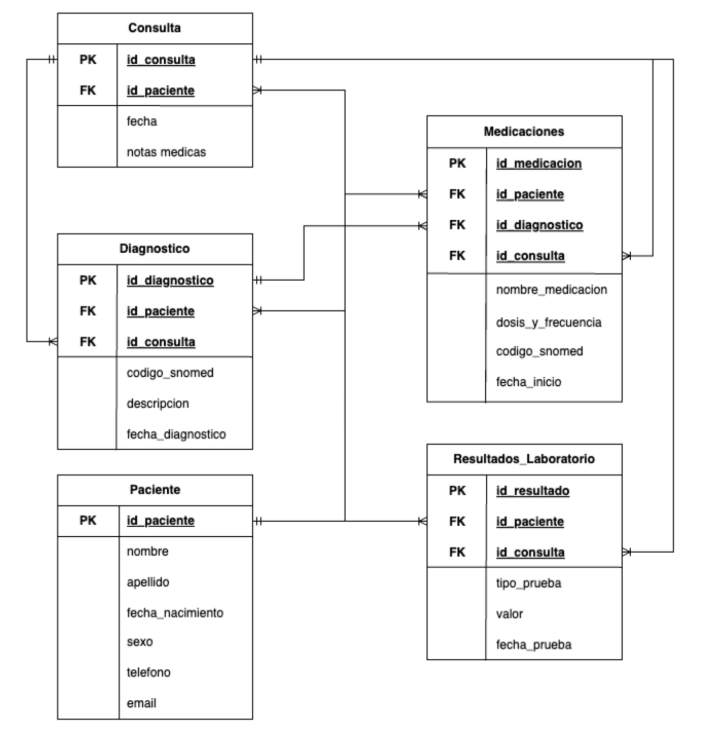 Consulta
PK id_consulta
FK id_paciente
fecha
notas medicas
Diagnostico
PK id_diagnostico
FK id_paciente
FK id_consulta
codigo_snomed
descripcion
fecha_diagnostico
Paciente
PK id_paciente
nombre
apellido
fecha_nacimiento
sexo
telefono
email
Medicaciones
PK id_medicacion
FK id_paciente
FK id_diagnostico
FK id_consulta
nombre_medicacion
dosis_y_frecuencia
codigo_snomed
fecha_inicio
Resultados_Laboratorio
PK id_resultado
FK id_paciente
FK id_consulta
tipo_prueba
valor
fecha_prueba